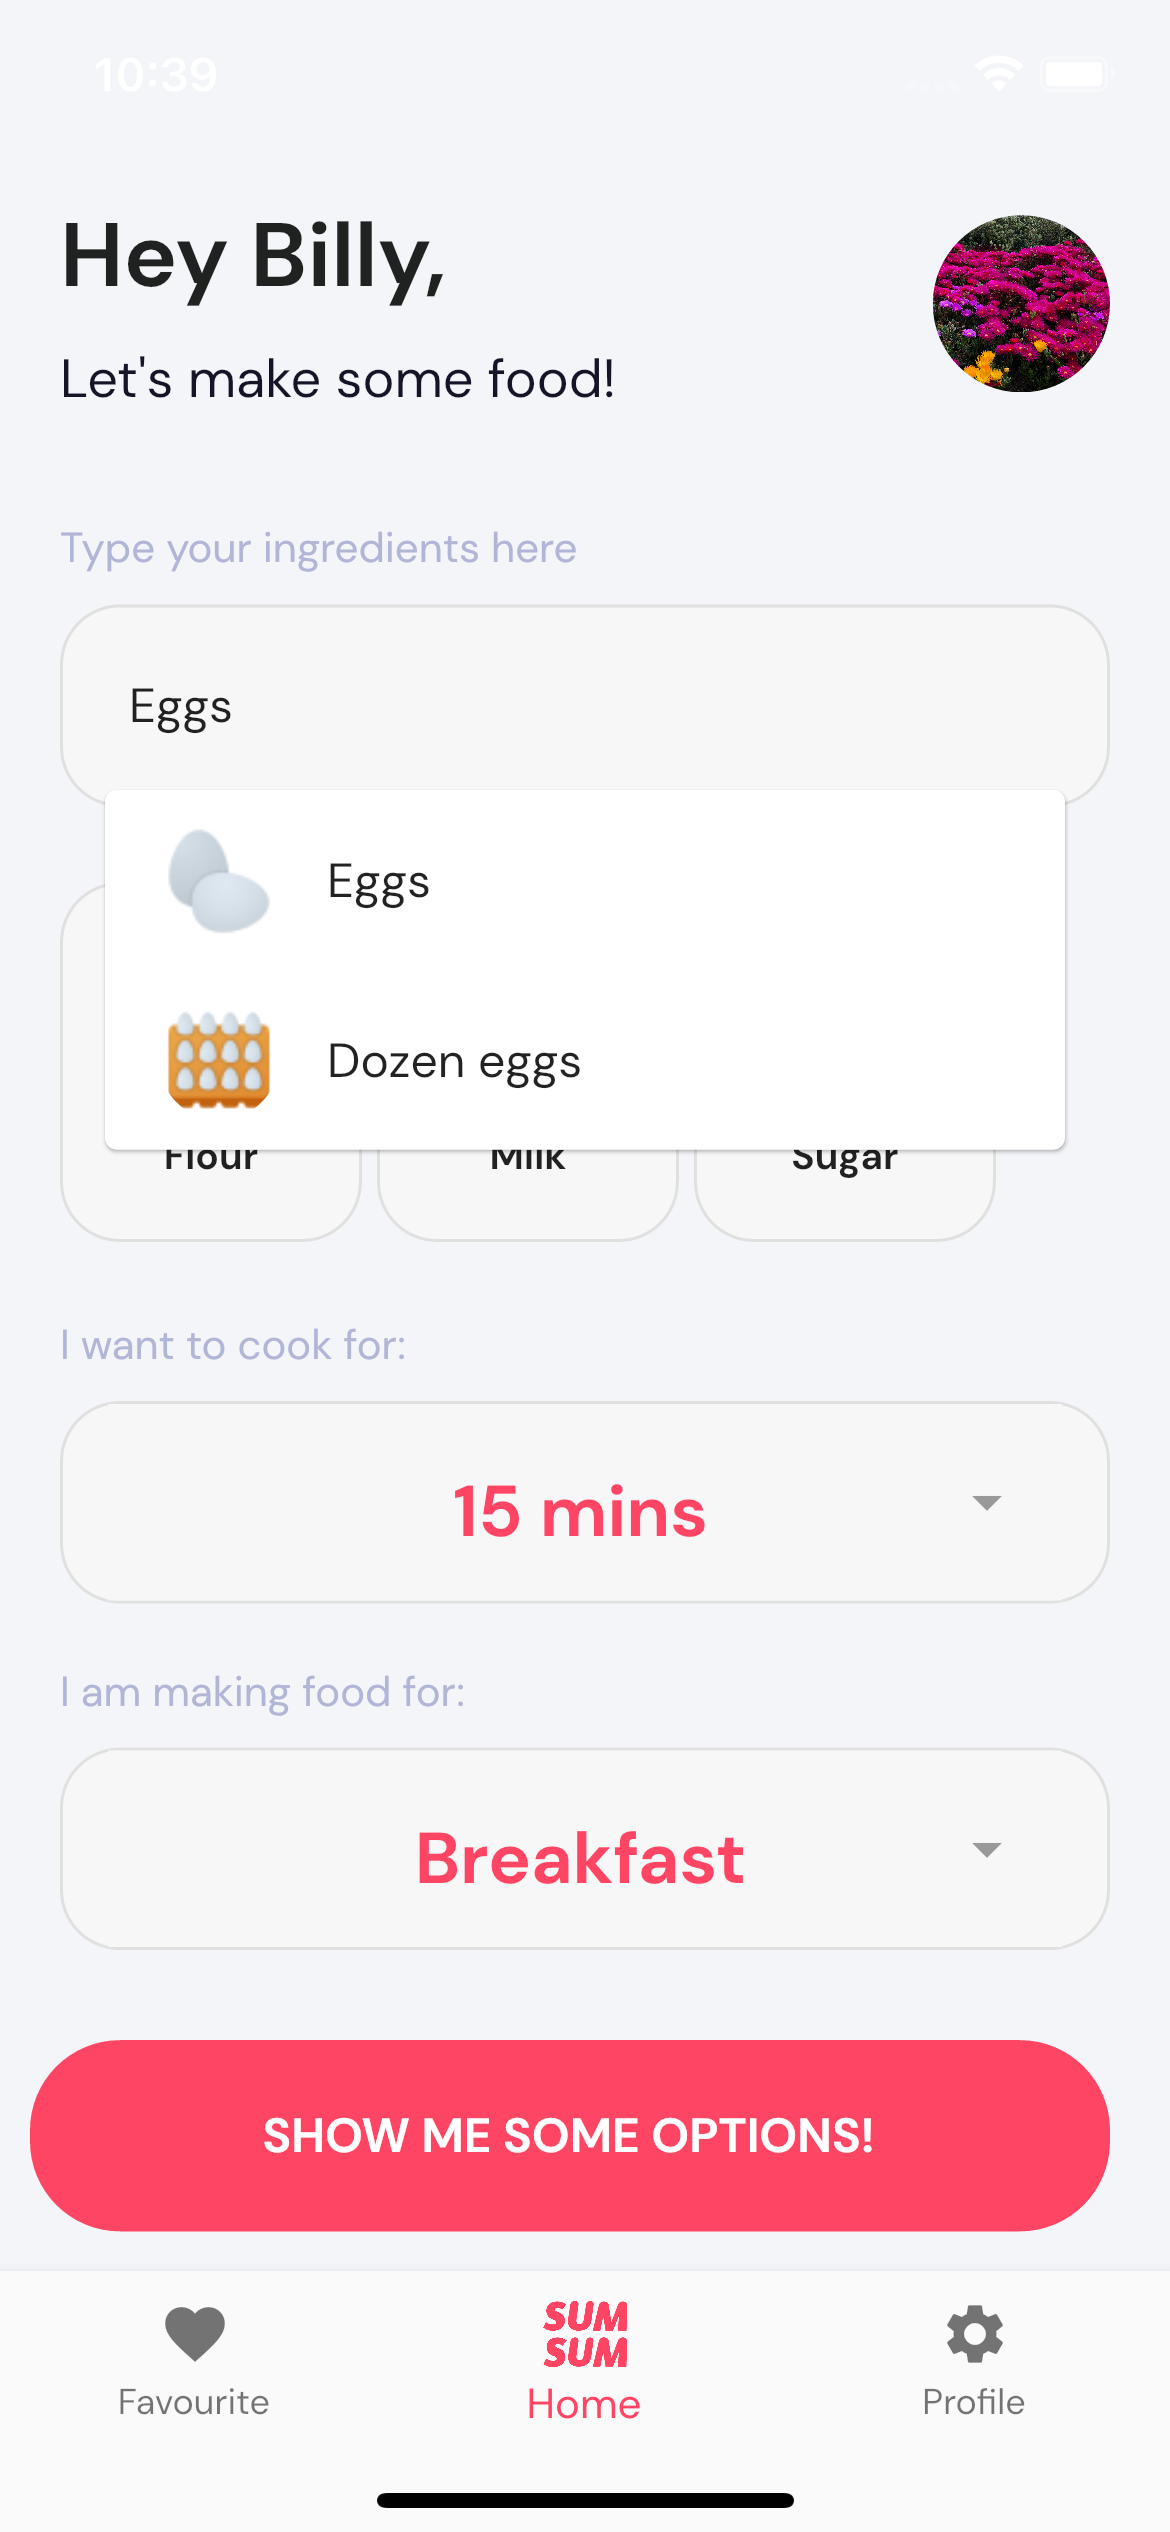 10:39
Hey Billy,
Let's make some food!
Type your ingredients here
Eggs
Eggs
Dozen eggs
Flour Milk Sugar
I want to cook for:
15 mins
I am making food for:
Breakfast
SHOW ME SOME OPTIONS!
SUM
SUM
Favourite Home Profile